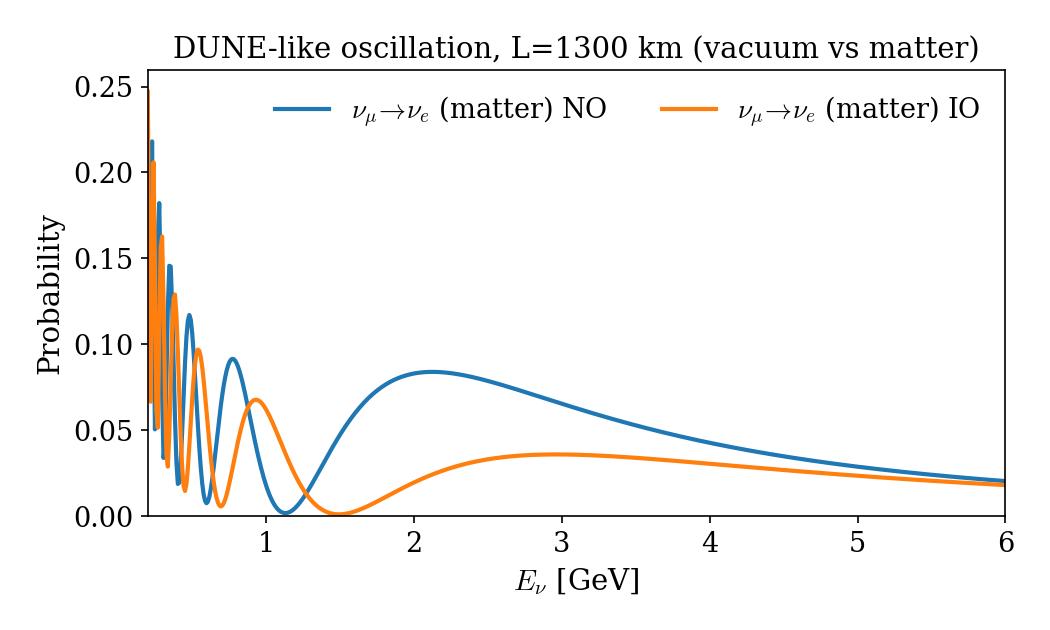 DUNE-like oscillation, L=1300 km (vacuum vs matter)
ν_μ→ν_e (matter) NO
ν_μ→ν_e (matter) IO
Probability
0.25
0.20
0.15
0.10
0.05
0.00
1 2 3 4 5 6
E_ν [GeV]